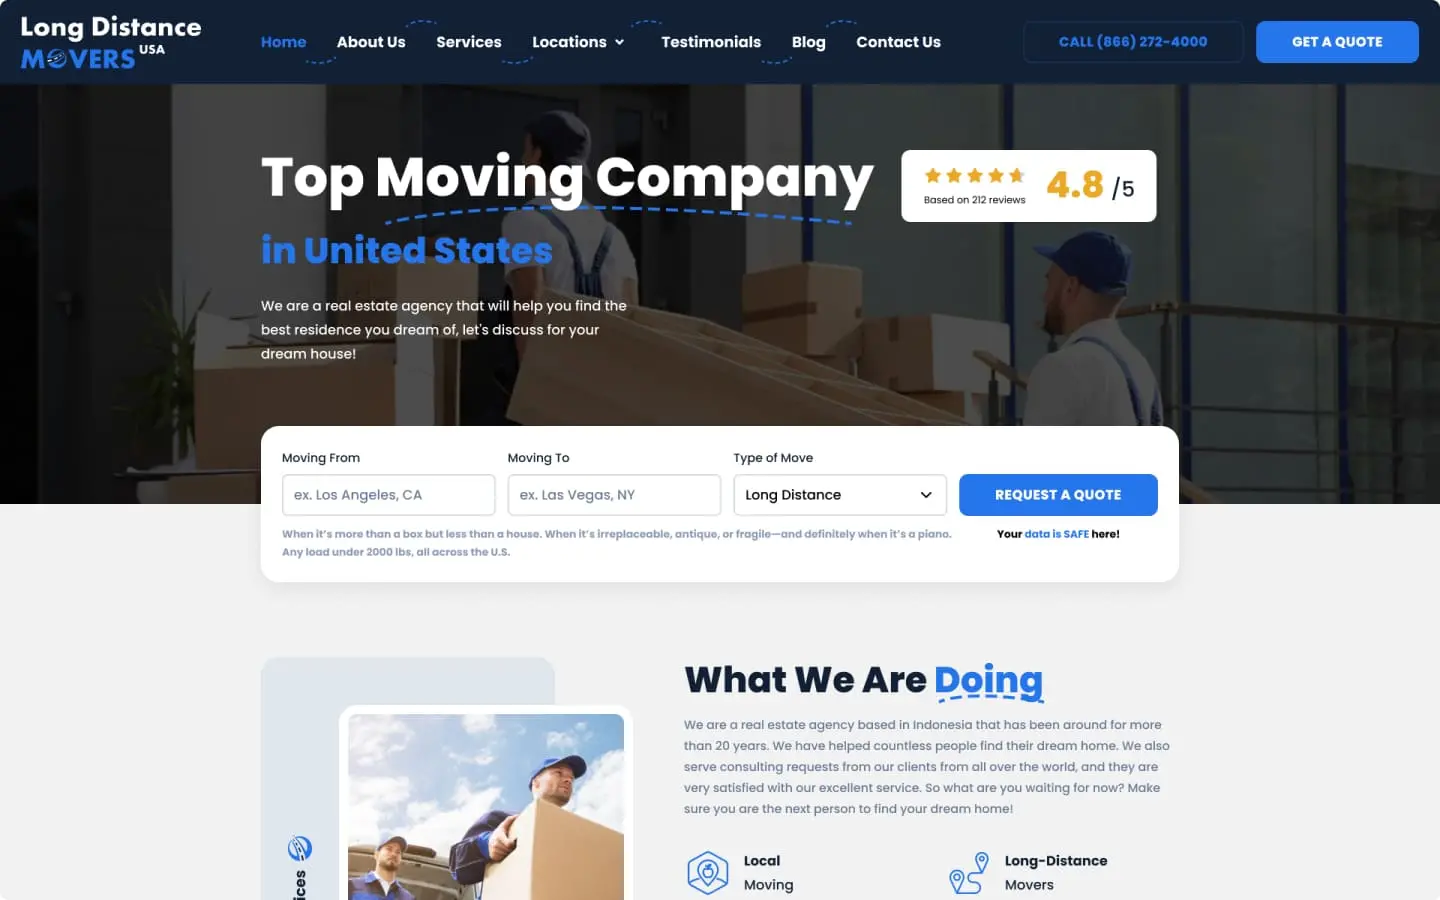 Long Distance
MOVERS USA
Home
About Us
Services
Locations
Testimonials
Blog
Contact Us
CALL (866) 272-4000
GET A QUOTE
Top Moving Company
in United States
Based on 212 reviews
4.8 /5
We are a real estate agency that will help you find the
best residence you dream of, let's discuss for your
dream house!
Moving From
Moving To
Type of Move
ex. Los Angeles, CA
ex. Las Vegas, NY
Long Distance
REQUEST A QUOTE
When it's more than a box but less than a house. When it's irreplaceable, antique, or fragile—and definitely when it's a piano.
Any load under 2000 lbs, all across the U.S.
Your data is SAFE here!
What We Are Doing
We are a real estate agency based in Indonesia that has been around for more
than 20 years. We have helped countless people find their dream home. We also
serve consulting requests from our clients from all over the world, and they are
very satisfied with our excellent service. So what are you waiting for now? Make
sure you are the next person to find your dream home!
Local
Moving
Long-Distance
Movers
ices